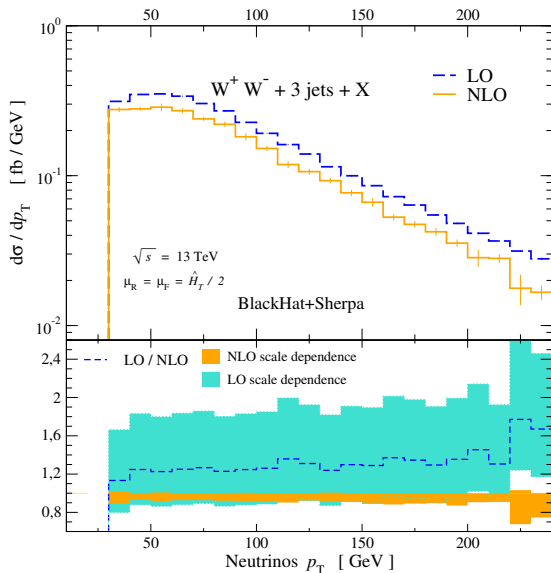 50 100 150 200
10⁰
W⁺ W⁻ + 3 jets + X
LO
NLO
dσ / dp_T [ fb / GeV ]
10⁻¹
√s = 13 TeV
μ_R = μ_F = Ĥ_T / 2
BlackHat+Sherpa
10⁻²
LO / NLO
NLO scale dependence
LO scale dependence
2,4
2
1,6
1,2
0,8
50 100 150 200
Neutrinos p_T [ GeV ]